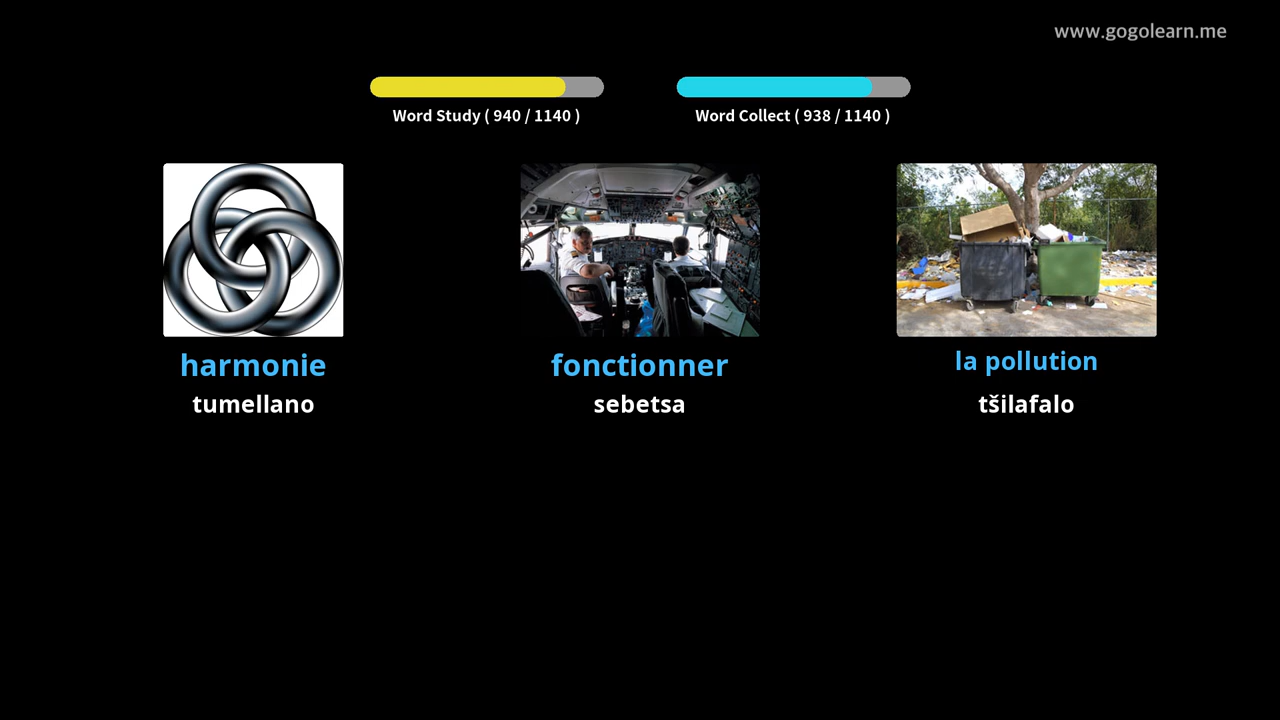 www.gogolearn.me
Word Study ( 940 / 1140 )
Word Collect ( 938 / 1140 )
harmonie
fonctionner
la pollution
tumellano
sebetsa
tšilafalo